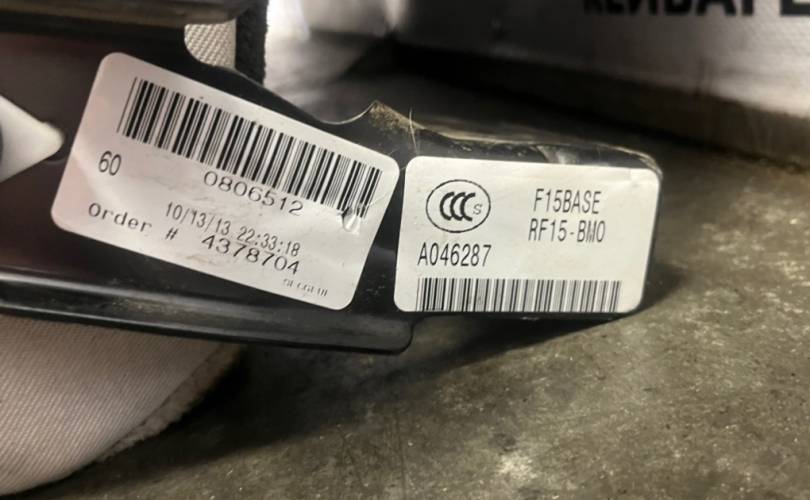 60
0806512
10/13/13 22:33:18
Order # 4378704
CCC S
F15BASE
RF15-BMO
A046287